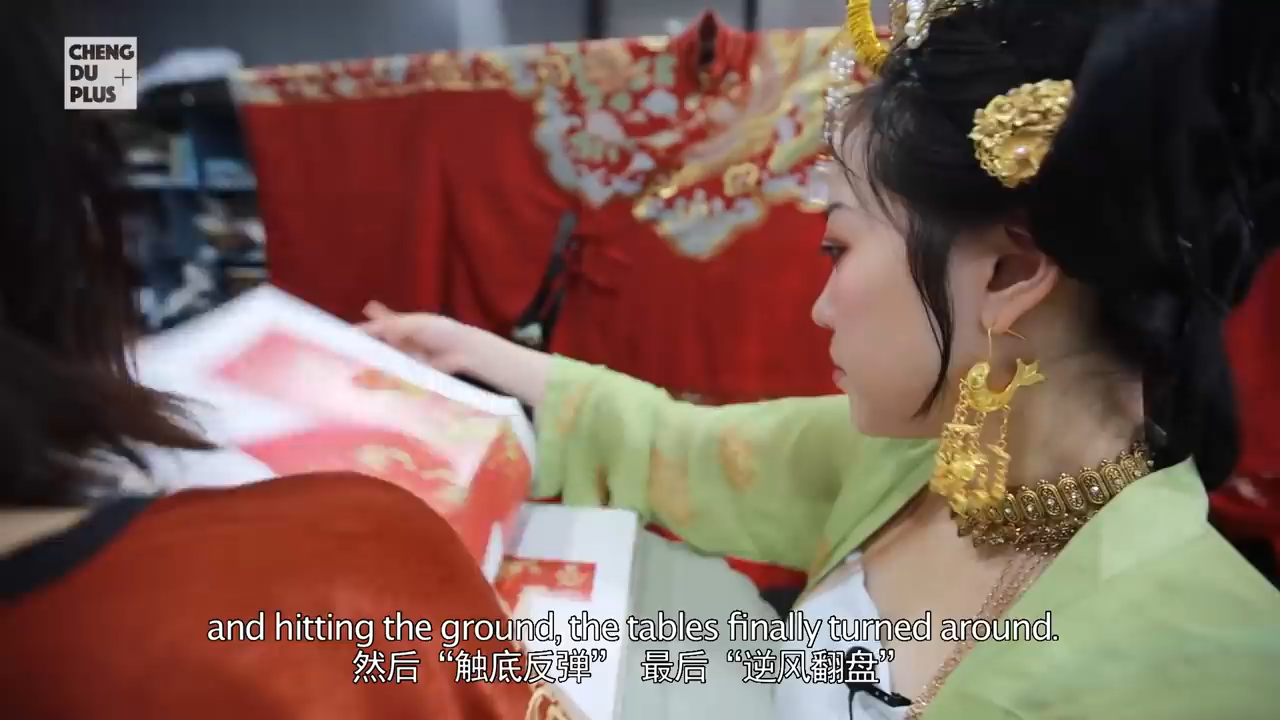 CHENG
DU +
PLUS
and hitting the ground, the tables finally turned around.
然后“触底反弹” 最后“逆风翻盘”